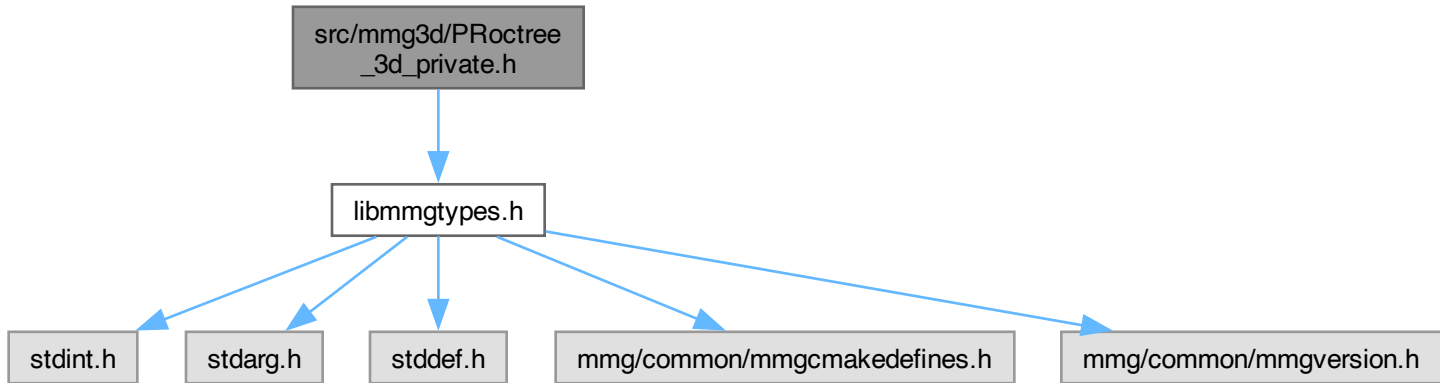 src/mmg3d/PRoctree
_3d_private.h
libmmgtypes.h
stdint.h
stdarg.h
stddef.h
mmg/common/mmgcmakedefines.h
mmg/common/mmgversion.h